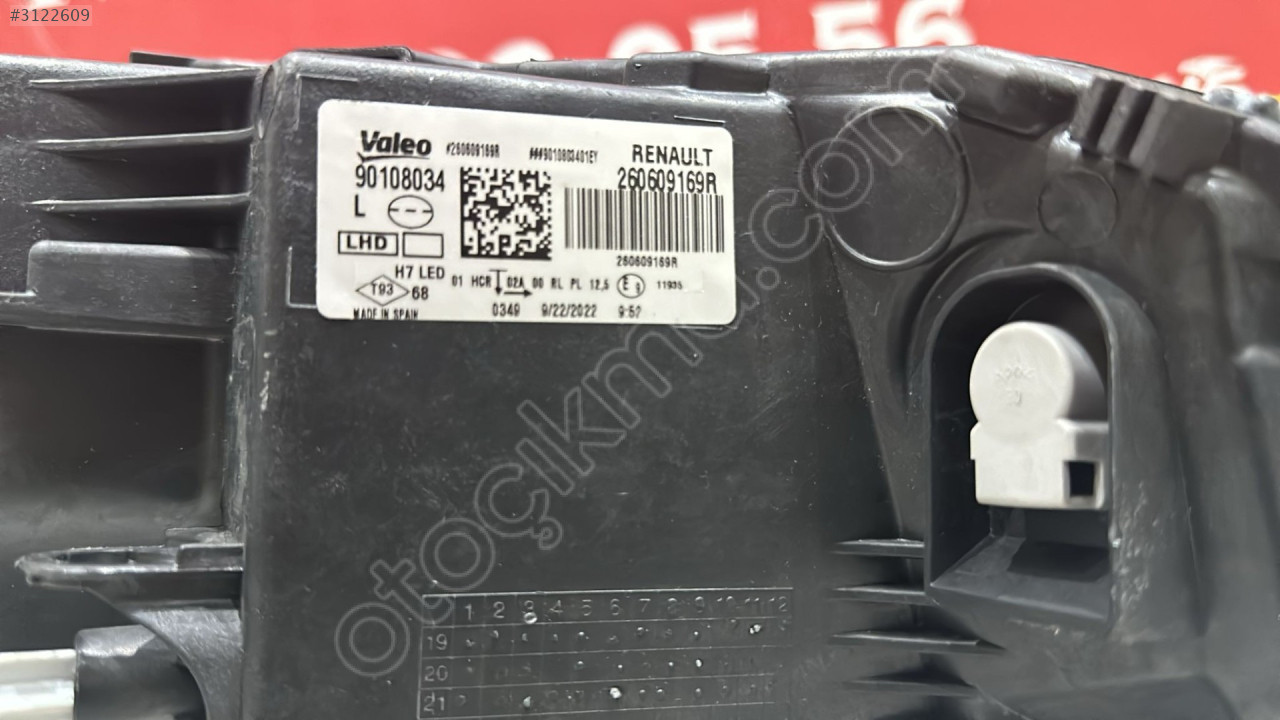 #3122609
Valeo #260609169R ###9010803401EY RENAULT
90108034 260609169R
L
LHD
260609169R
H7 LED 01 HCR 02A 00 RL PL 12,5 E9 11935
T93 68
MADE IN SPAIN 0349 9/22/2022 9:52
otoçıkma.com
1 2 3 4 5 6 7 8 9 10 11 12
19
20
21